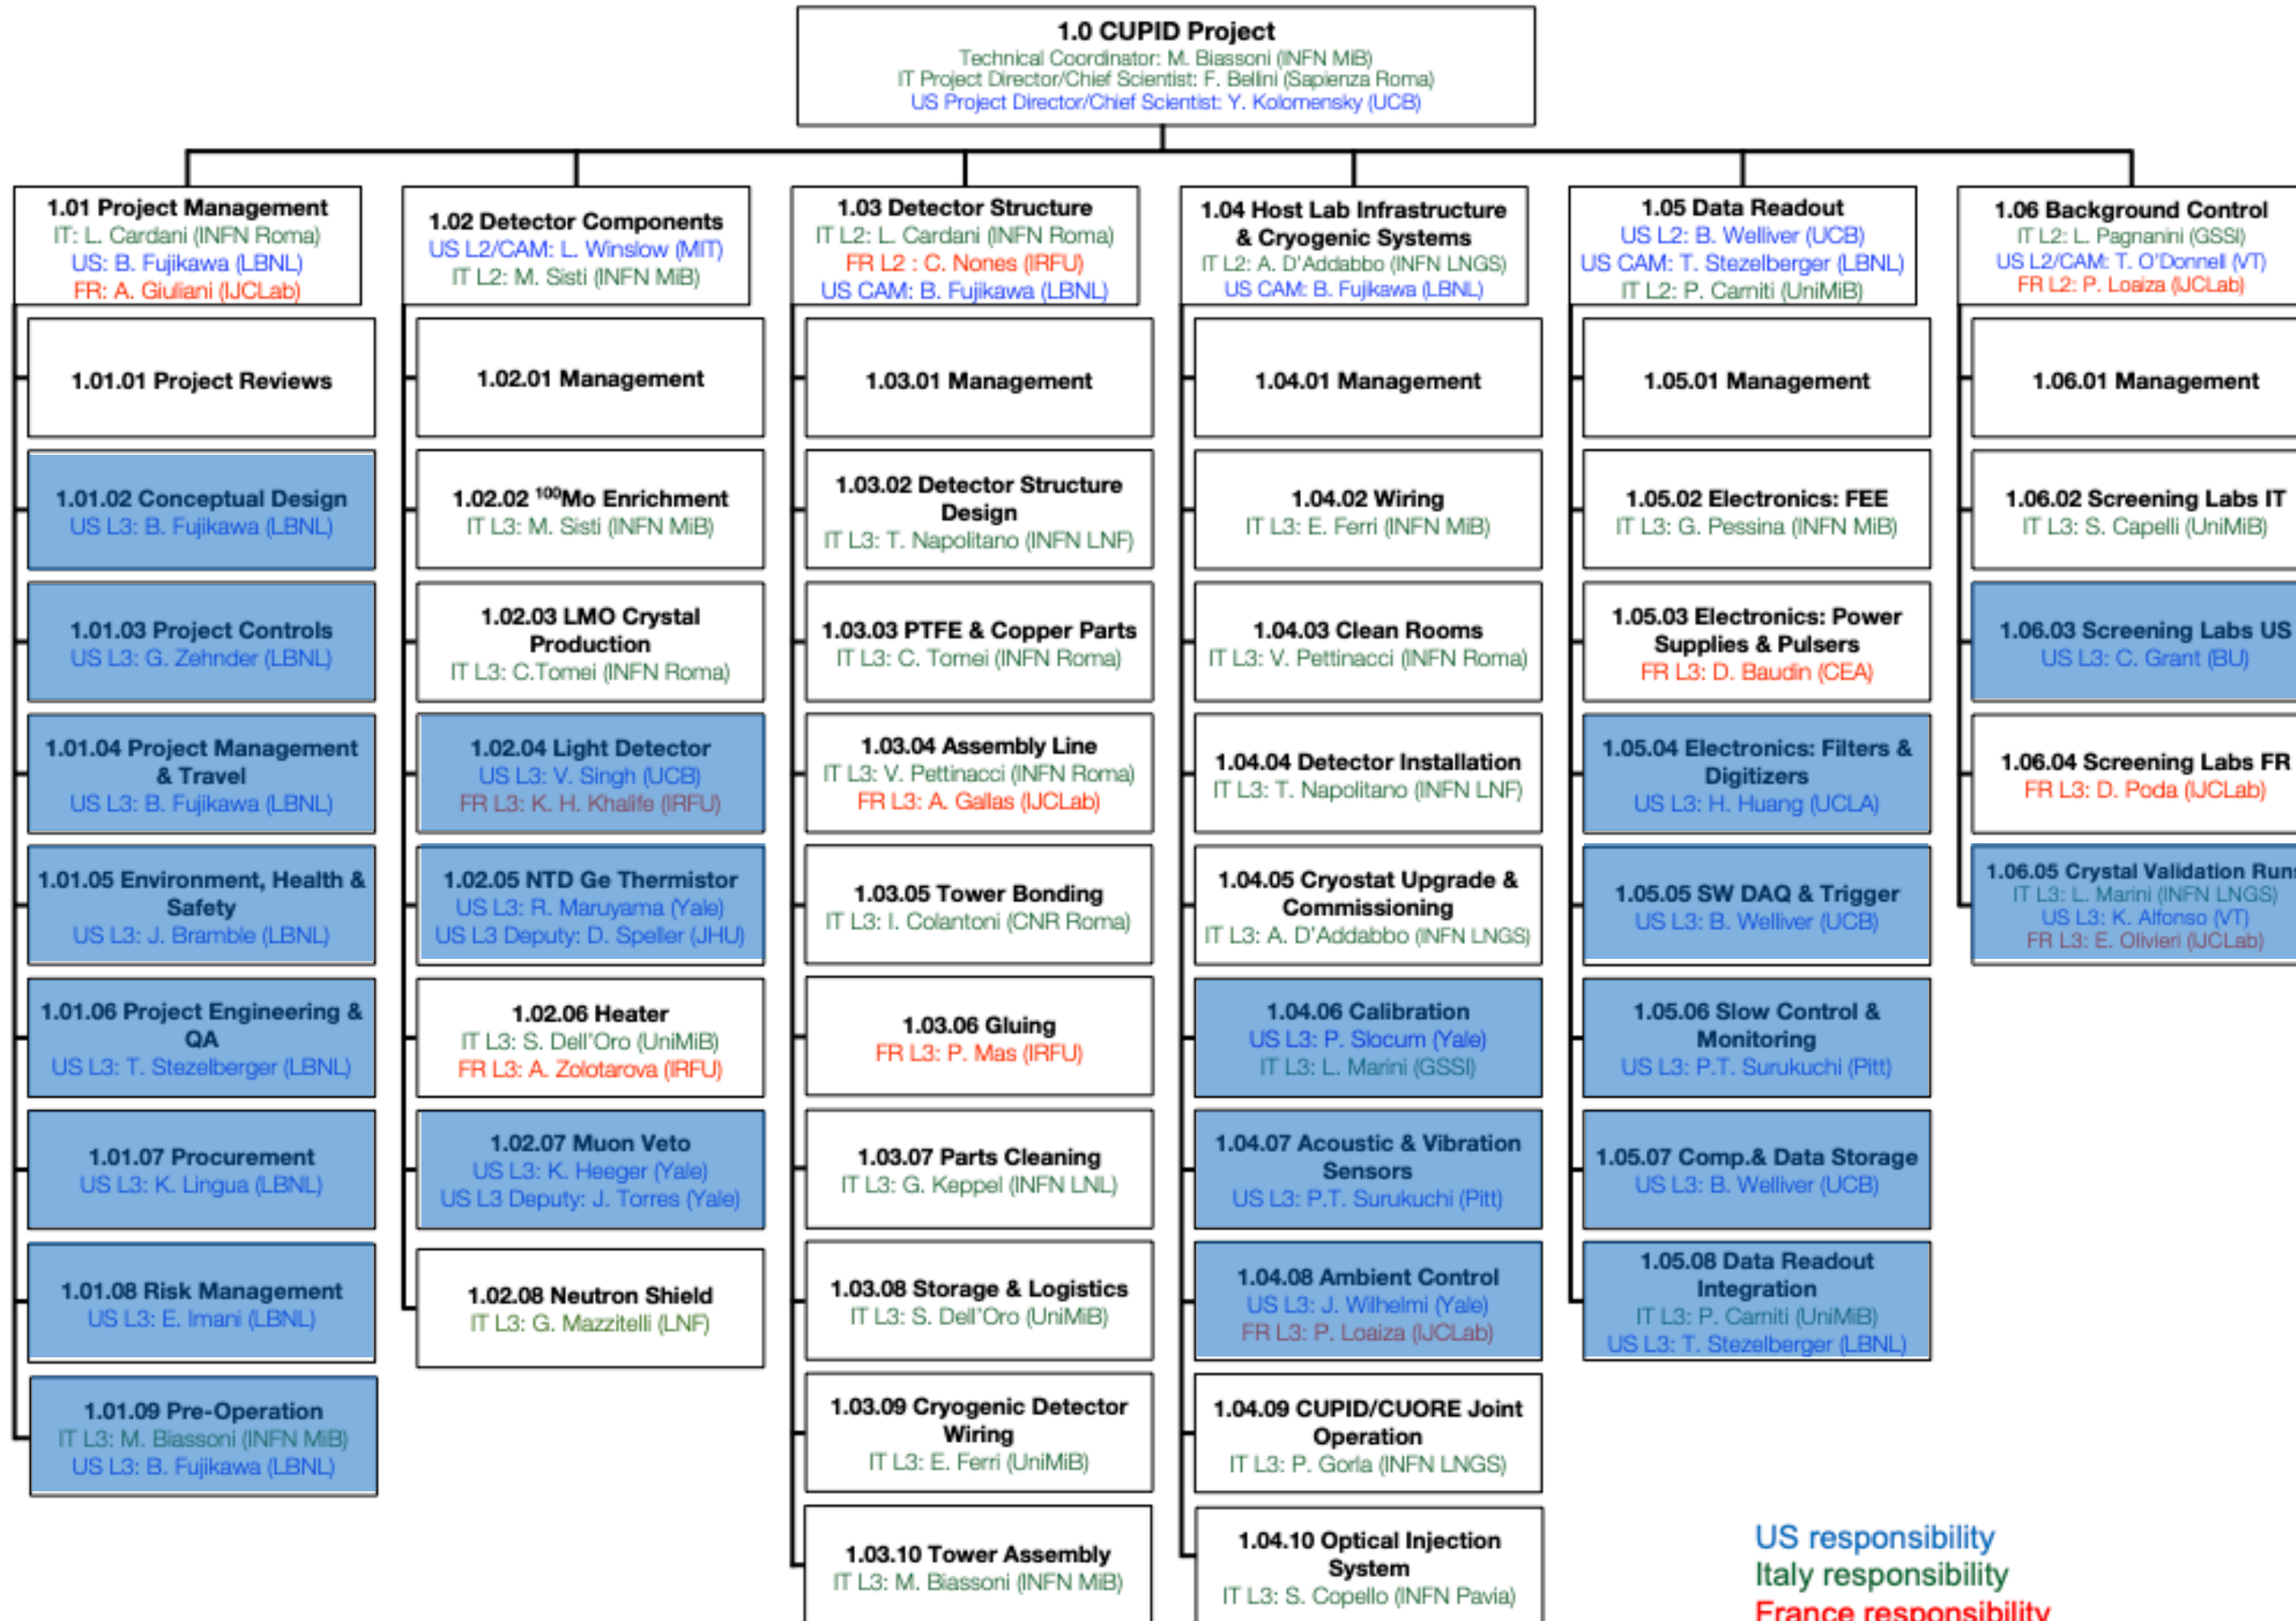 1.0 CUPID Project
Technical Coordinator: M. Biassoni (INFN MiB)
IT Project Director/Chief Scientist: F. Bellini (Sapienza Roma)
US Project Director/Chief Scientist: Y. Kolomensky (UCB)
1.01 Project Management
IT: L. Cardani (INFN Roma)
US: B. Fujikawa (LBNL)
FR: A. Giuliani (IJCLab)
1.01.01 Project Reviews
1.01.02 Conceptual Design
US L3: B. Fujikawa (LBNL)
1.01.03 Project Controls
US L3: G. Zehnder (LBNL)
1.01.04 Project Management
& Travel
US L3: B. Fujikawa (LBNL)
1.01.05 Environment, Health &
Safety
US L3: J. Bramble (LBNL)
1.01.06 Project Engineering &
QA
US L3: T. Stezelberger (LBNL)
1.01.07 Procurement
US L3: K. Lingua (LBNL)
1.01.08 Risk Management
US L3: E. Imani (LBNL)
1.01.09 Pre-Operation
IT L3: M. Biassoni (INFN MiB)
US L3: B. Fujikawa (LBNL)
1.02 Detector Components
US L2/CAM: L. Winslow (MIT)
IT L2: M. Sisti (INFN MiB)
1.02.01 Management
1.02.02 ¹⁰⁰Mo Enrichment
IT L3: M. Sisti (INFN MiB)
1.02.03 LMO Crystal
Production
IT L3: C.Tomei (INFN Roma)
1.02.04 Light Detector
US L3: V. Singh (UCB)
FR L3: K. H. Khalife (IRFU)
1.02.05 NTD Ge Thermistor
US L3: R. Maruyama (Yale)
US L3 Deputy: D. Speller (JHU)
1.02.06 Heater
IT L3: S. Dell'Oro (UniMiB)
FR L3: A. Zolotarova (IRFU)
1.02.07 Muon Veto
US L3: K. Heeger (Yale)
US L3 Deputy: J. Torres (Yale)
1.02.08 Neutron Shield
IT L3: G. Mazzitelli (LNF)
1.03 Detector Structure
IT L2: L. Cardani (INFN Roma)
FR L2 : C. Nones (IRFU)
US CAM: B. Fujikawa (LBNL)
1.03.01 Management
1.03.02 Detector Structure
Design
IT L3: T. Napolitano (INFN LNF)
1.03.03 PTFE & Copper Parts
IT L3: C. Tomei (INFN Roma)
1.03.04 Assembly Line
IT L3: V. Pettinacci (INFN Roma)
FR L3: A. Gallas (IJCLab)
1.03.05 Tower Bonding
IT L3: I. Colantoni (CNR Roma)
1.03.06 Gluing
FR L3: P. Mas (IRFU)
1.03.07 Parts Cleaning
IT L3: G. Keppel (INFN LNL)
1.03.08 Storage & Logistics
IT L3: S. Dell'Oro (UniMiB)
1.03.09 Cryogenic Detector
Wiring
IT L3: E. Ferri (UniMiB)
1.03.10 Tower Assembly
IT L3: M. Biassoni (INFN MiB)
1.04 Host Lab Infrastructure
& Cryogenic Systems
IT L2: A. D'Addabbo (INFN LNGS)
US CAM: B. Fujikawa (LBNL)
1.04.01 Management
1.04.02 Wiring
IT L3: E. Ferri (INFN MiB)
1.04.03 Clean Rooms
IT L3: V. Pettinacci (INFN Roma)
1.04.04 Detector Installation
IT L3: T. Napolitano (INFN LNF)
1.04.05 Cryostat Upgrade &
Commissioning
IT L3: A. D'Addabbo (INFN LNGS)
1.04.06 Calibration
US L3: P. Slocum (Yale)
IT L3: L. Marini (GSSI)
1.04.07 Acoustic & Vibration
Sensors
US L3: P.T. Surukuchi (Pitt)
1.04.08 Ambient Control
US L3: J. Wilhelmi (Yale)
FR L3: P. Loaiza (IJCLab)
1.04.09 CUPID/CUORE Joint
Operation
IT L3: P. Gorla (INFN LNGS)
1.04.10 Optical Injection
System
IT L3: S. Copello (INFN Pavia)
1.05 Data Readout
US L2: B. Welliver (UCB)
US CAM: T. Stezelberger (LBNL)
IT L2: P. Carniti (UniMiB)
1.05.01 Management
1.05.02 Electronics: FEE
IT L3: G. Pessina (INFN MiB)
1.05.03 Electronics: Power
Supplies & Pulsers
FR L3: D. Baudin (CEA)
1.05.04 Electronics: Filters &
Digitizers
US L3: H. Huang (UCLA)
1.05.05 SW DAQ & Trigger
US L3: B. Welliver (UCB)
1.05.06 Slow Control &
Monitoring
US L3: P.T. Surukuchi (Pitt)
1.05.07 Comp.& Data Storage
US L3: B. Welliver (UCB)
1.05.08 Data Readout
Integration
IT L3: P. Carniti (UniMiB)
US L3: T. Stezelberger (LBNL)
1.06 Background Control
IT L2: L. Pagnanini (GSSI)
US L2/CAM: T. O'Donnell (VT)
FR L2: P. Loaiza (IJCLab)
1.06.01 Management
1.06.02 Screening Labs IT
IT L3: S. Capelli (UniMiB)
1.06.03 Screening Labs US
US L3: C. Grant (BU)
1.06.04 Screening Labs FR
FR L3: D. Poda (IJCLab)
1.06.05 Crystal Validation Runs
IT L3: L. Marini (INFN LNGS)
US L3: K. Alfonso (VT)
FR L3: E. Olivieri (IJCLab)
US responsibility
Italy responsibility
France responsibility